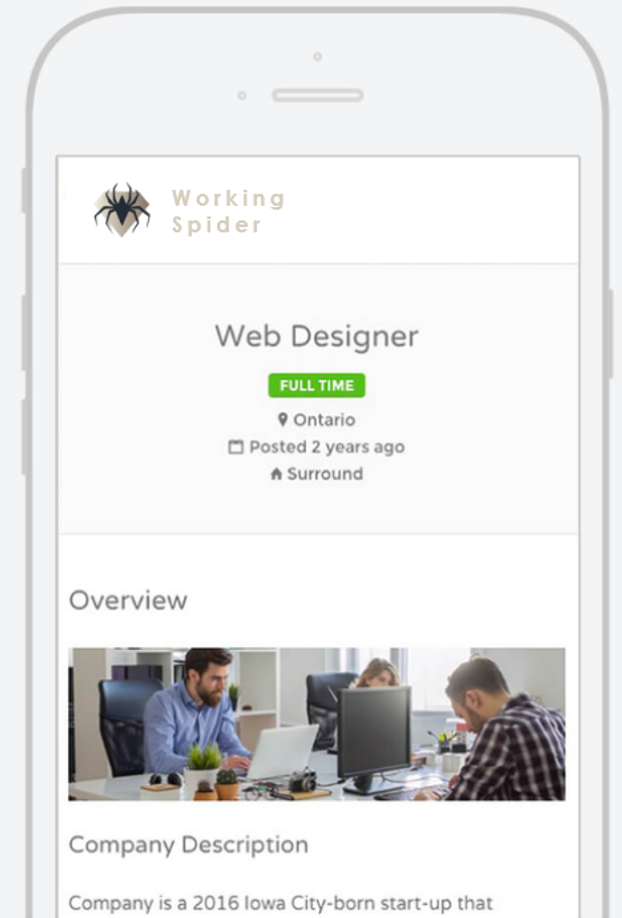 Working
Spider
Web Designer
FULL TIME
Ontario
Posted 2 years ago
Surround
Overview
Company Description
Company is a 2016 Iowa City-born start-up that